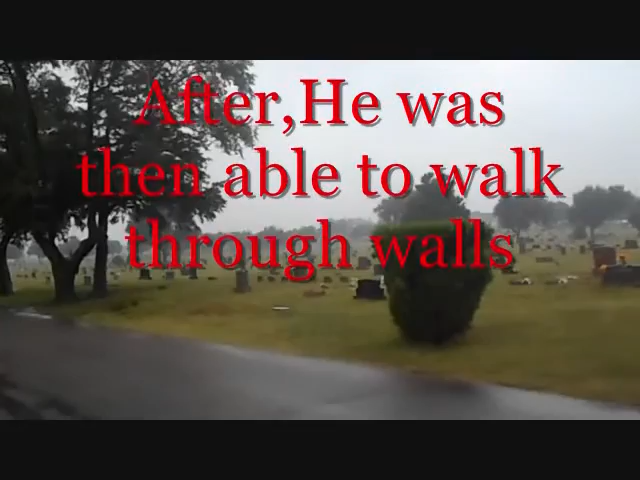 After,He was
then able to walk
through walls